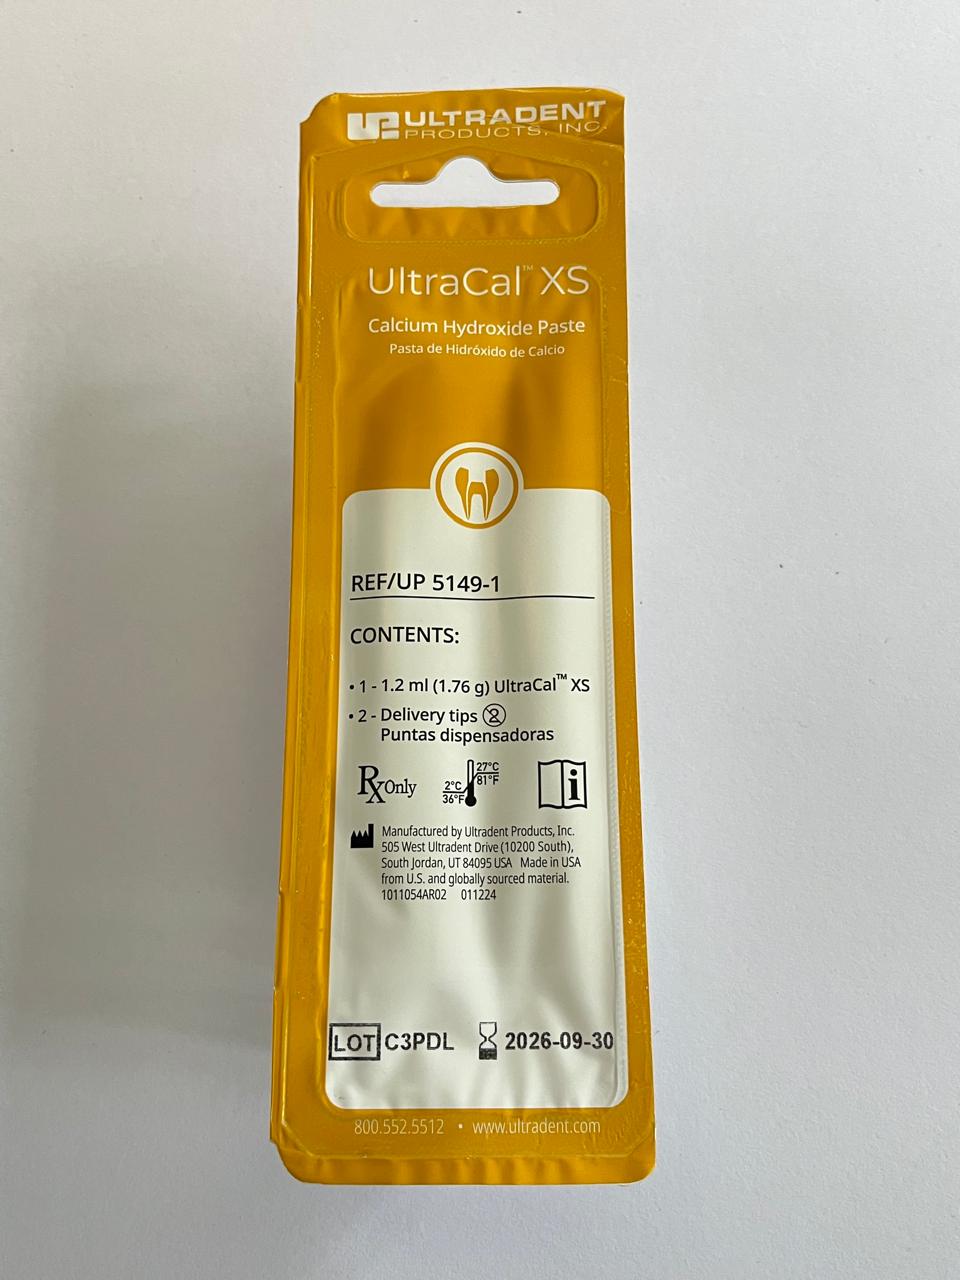 ULTRADENT
PRODUCTS, INC.
UltraCal™ XS
Calcium Hydroxide Paste
Pasta de Hidróxido de Calcio
REF/UP 5149-1
CONTENTS:
• 1 - 1.2 ml (1.76 g) UltraCal™ XS
• 2 - Delivery tips 2
Puntas dispensadoras
Rx Only
27°C
81°F
2°C
36°F
i
Manufactured by Ultradent Products, Inc.
505 West Ultradent Drive (10200 South),
South Jordan, UT 84095 USA Made in USA
from U.S. and globally sourced material.
1011054AR02 011224
LOT C3PDL 2026-09-30
800.552.5512 • www.ultradent.com